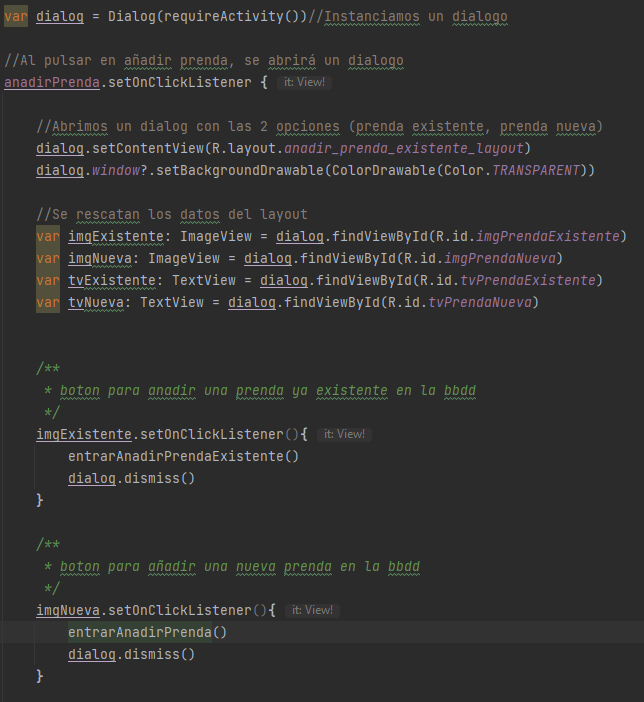 var dialog = Dialog(requireActivity())//Instanciamos un dialogo
//Al pulsar en añadir prenda, se abrirá un dialogo
anadirPrenda.setOnClickListener { it: View!
//Abrimos un dialog con las 2 opciones (prenda existente, prenda nueva)
dialog.setContentView(R.layout.anadir_prenda_existente_layout)
dialog.window?.setBackgroundDrawable(ColorDrawable(Color.TRANSPARENT))
//Se rescatan los datos del layout
var imgExistente: ImageView = dialog.findViewById(R.id.imgPrendaExistente)
var imgNueva: ImageView = dialog.findViewById(R.id.imgPrendaNueva)
var tvExistente: TextView = dialog.findViewById(R.id.tvPrendaExistente)
var tvNueva: TextView = dialog.findViewById(R.id.tvPrendaNueva)
/**
* boton para anadir una prenda ya existente en la bbdd
*/
imgExistente.setOnClickListener(){ it: View!
entrarAnadirPrendaExistente()
dialog.dismiss()
}
/**
* boton para añadir una nueva prenda en la bbdd
*/
imgNueva.setOnClickListener(){ it: View!
entrarAnadirPrenda()
dialog.dismiss()
}